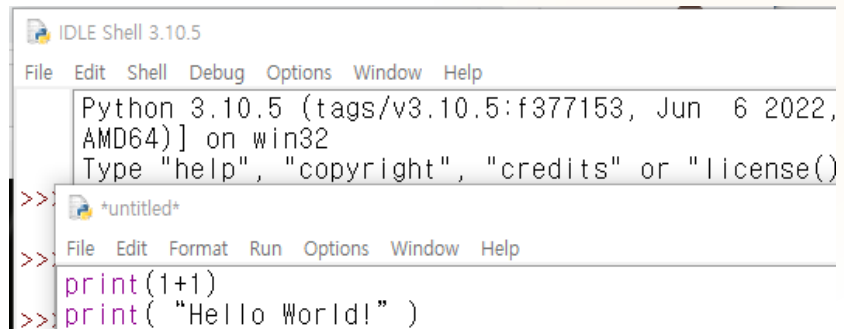 IDLE Shell 3.10.5
File Edit Shell Debug Options Window Help
Python 3.10.5 (tags/v3.10.5:f377153, Jun  6 2022,
AMD64)] on win32
Type "help", "copyright", "credits" or "license()
>>>
*untitled*
File Edit Format Run Options Window Help
>>
print(1+1)
>>
print( “Hello World!” )